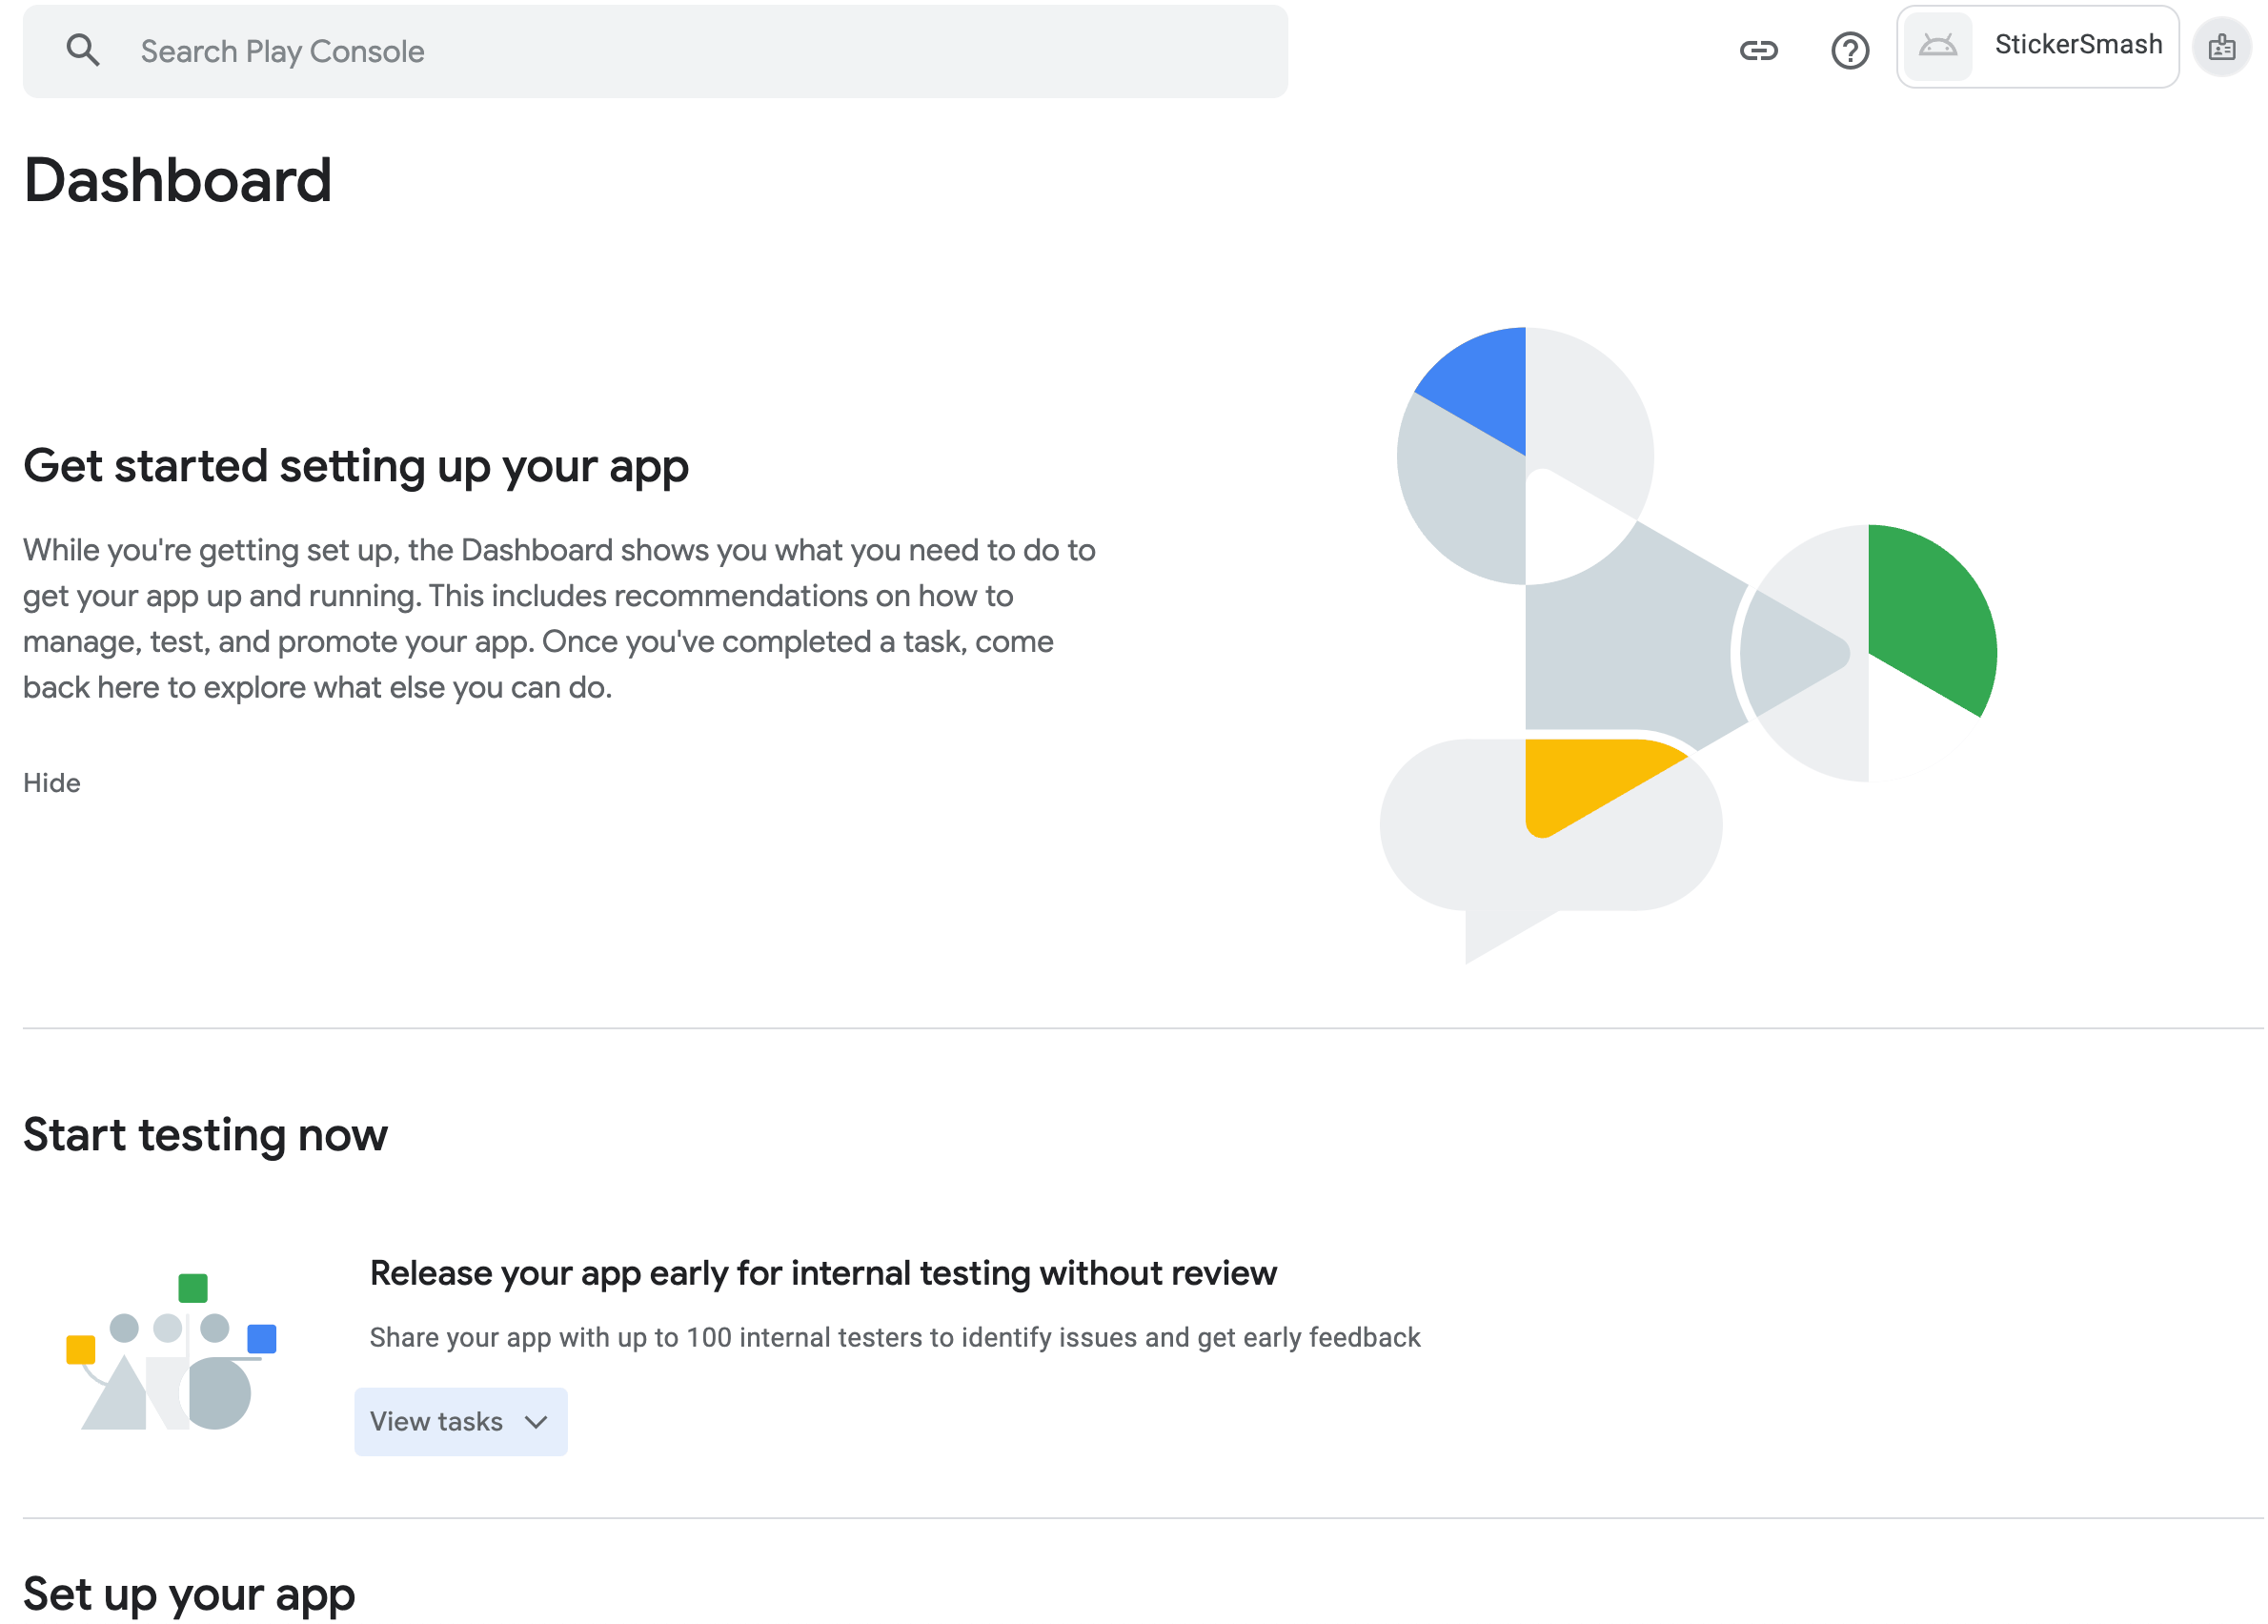 Search Play Console
StickerSmash
Dashboard
Get started setting up your app
While you're getting set up, the Dashboard shows you what you need to do to
get your app up and running. This includes recommendations on how to
manage, test, and promote your app. Once you've completed a task, come
back here to explore what else you can do.
Hide
Start testing now
Release your app early for internal testing without review
Share your app with up to 100 internal testers to identify issues and get early feedback
View tasks
Set up your app